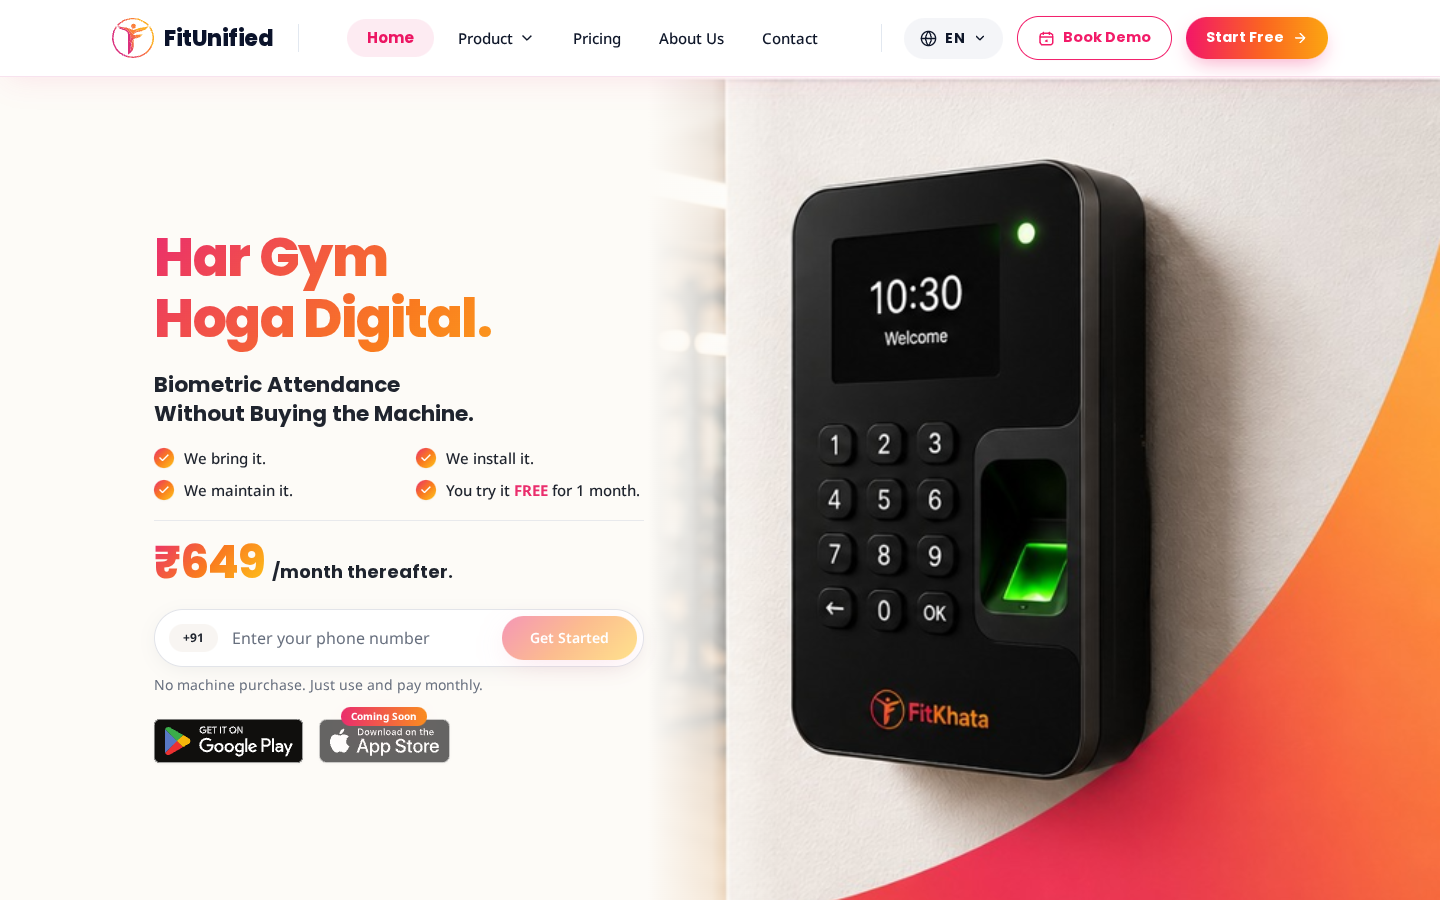 FitUnified
Home
Product
Pricing
About Us
Contact
EN
Book Demo
Start Free
Har Gym
Hoga Digital.
Biometric Attendance
Without Buying the Machine.
We bring it.
We install it.
We maintain it.
You try it FREE for 1 month.
₹649 /month thereafter.
+91
Enter your phone number
Get Started
No machine purchase. Just use and pay monthly.
GET IT ON
Google Play
Coming Soon
Download on the
App Store
10:30
Welcome
1 2 3
4 5 6
7 8 9
← 0 OK
FitKhata